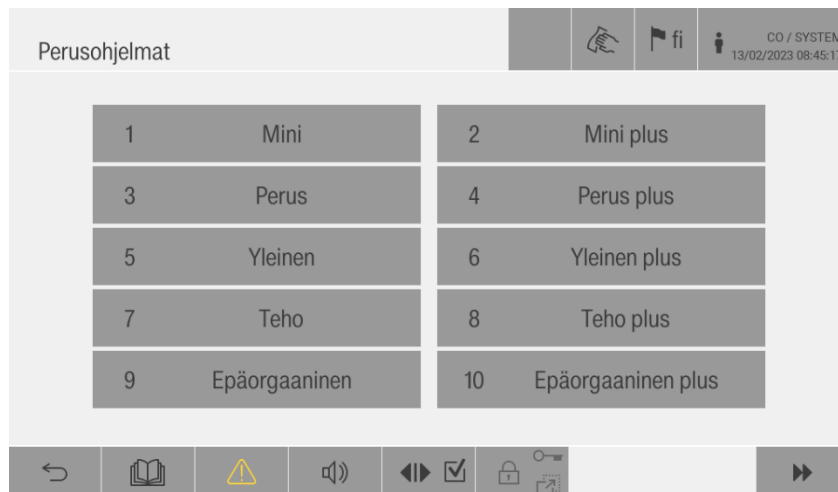 Perusohjelmat
fi
CO / SYSTEM
13/02/2023 08:45:17
1 Mini
2 Mini plus
3 Perus
4 Perus plus
5 Yleinen
6 Yleinen plus
7 Teho
8 Teho plus
9 Epäorgaaninen
10 Epäorgaaninen plus